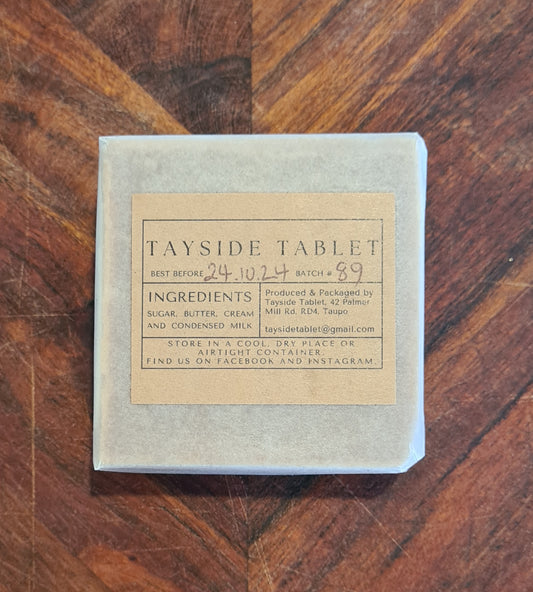 TAYSIDE TABLET
BEST BEFORE 24.10.24 BATCH # 89
INGREDIENTS
SUGAR, BUTTER, CREAM
AND CONDENSED MILK
Produced & Packaged by
Tayside Tablet, 42 Palmer
Mill Rd, RD4, Taupo
taysidetablet@gmail.com
STORE IN A COOL, DRY PLACE OR
AIRTIGHT CONTAINER.
FIND US ON FACEBOOK AND INSTAGRAM.